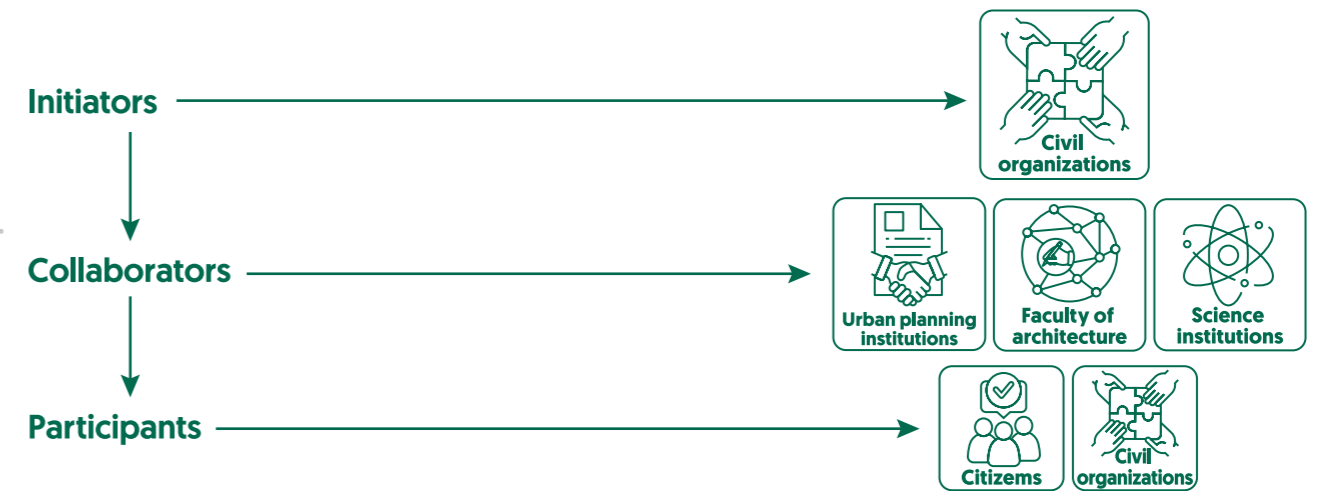 Initiators
Civil
organizations
Collaborators
Urban planning
institutions
Faculty of
architecture
Science
institutions
Participants
Citizems
Civil
organizations